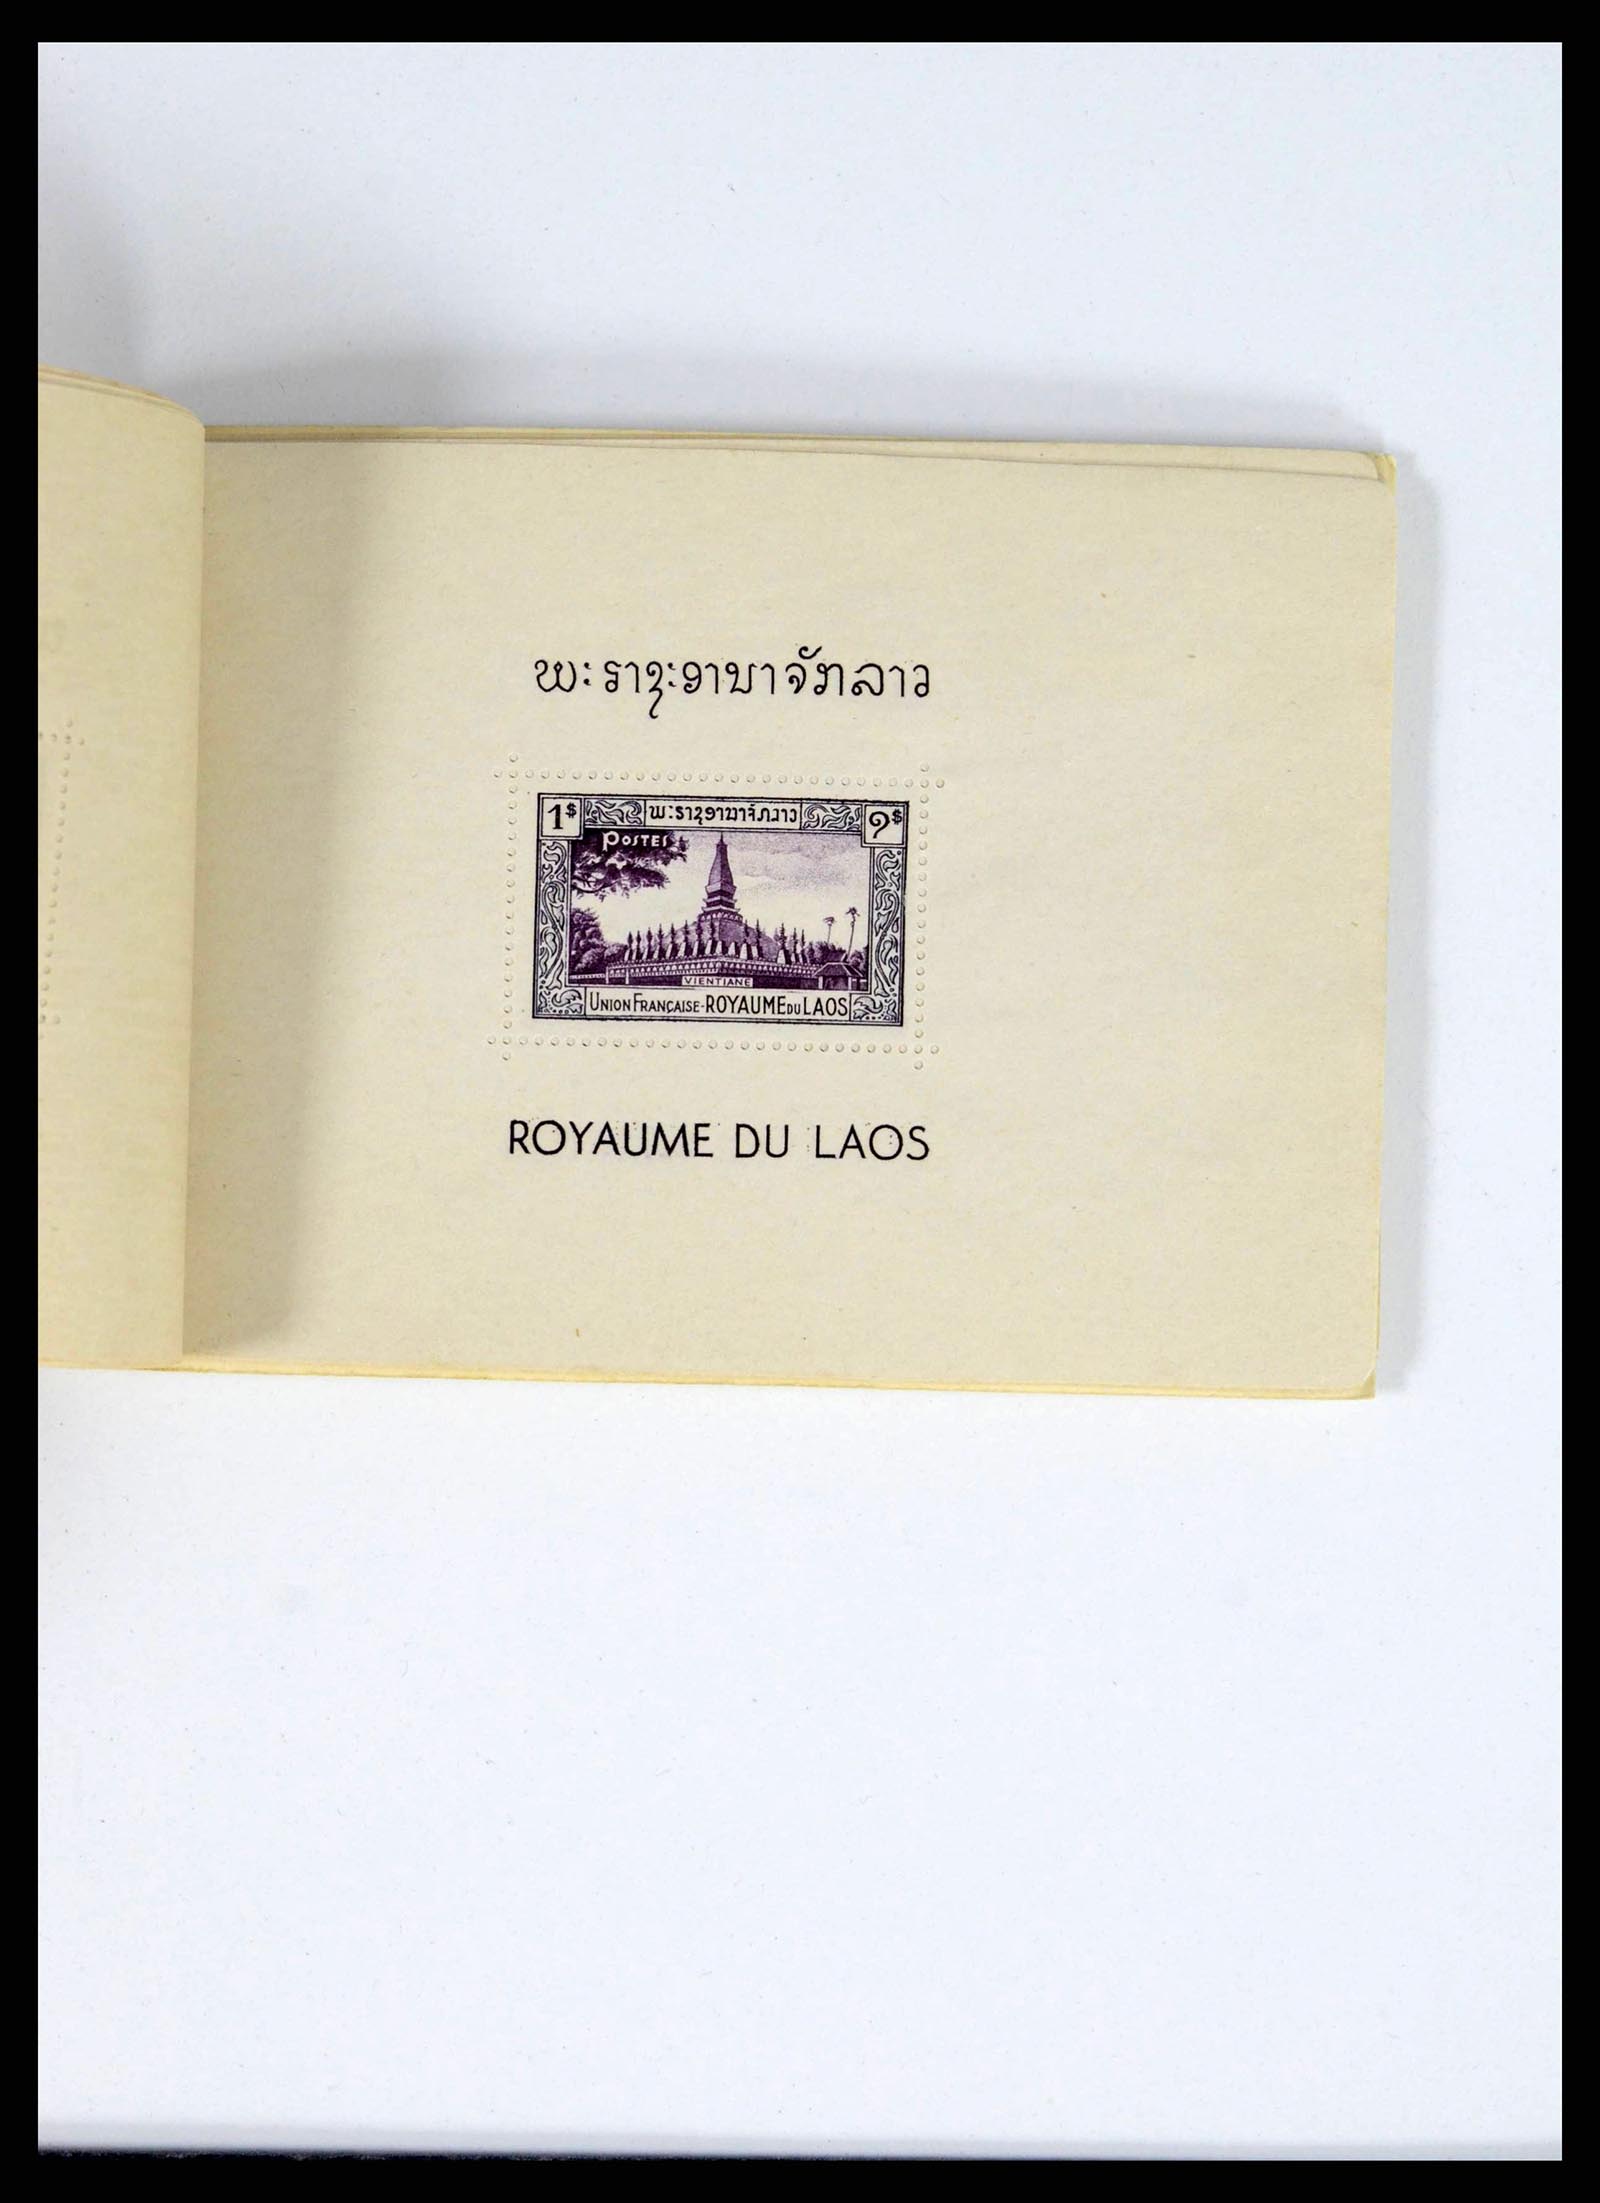 ພະຣາຊະອານາຈັກລາວ
1$ ພະຣາຊອານາຈັກລາວ ໑$
POSTES
VIENTIANE
UNION FRANÇAISE-ROYAUME DU LAOS
ROYAUME DU LAOS